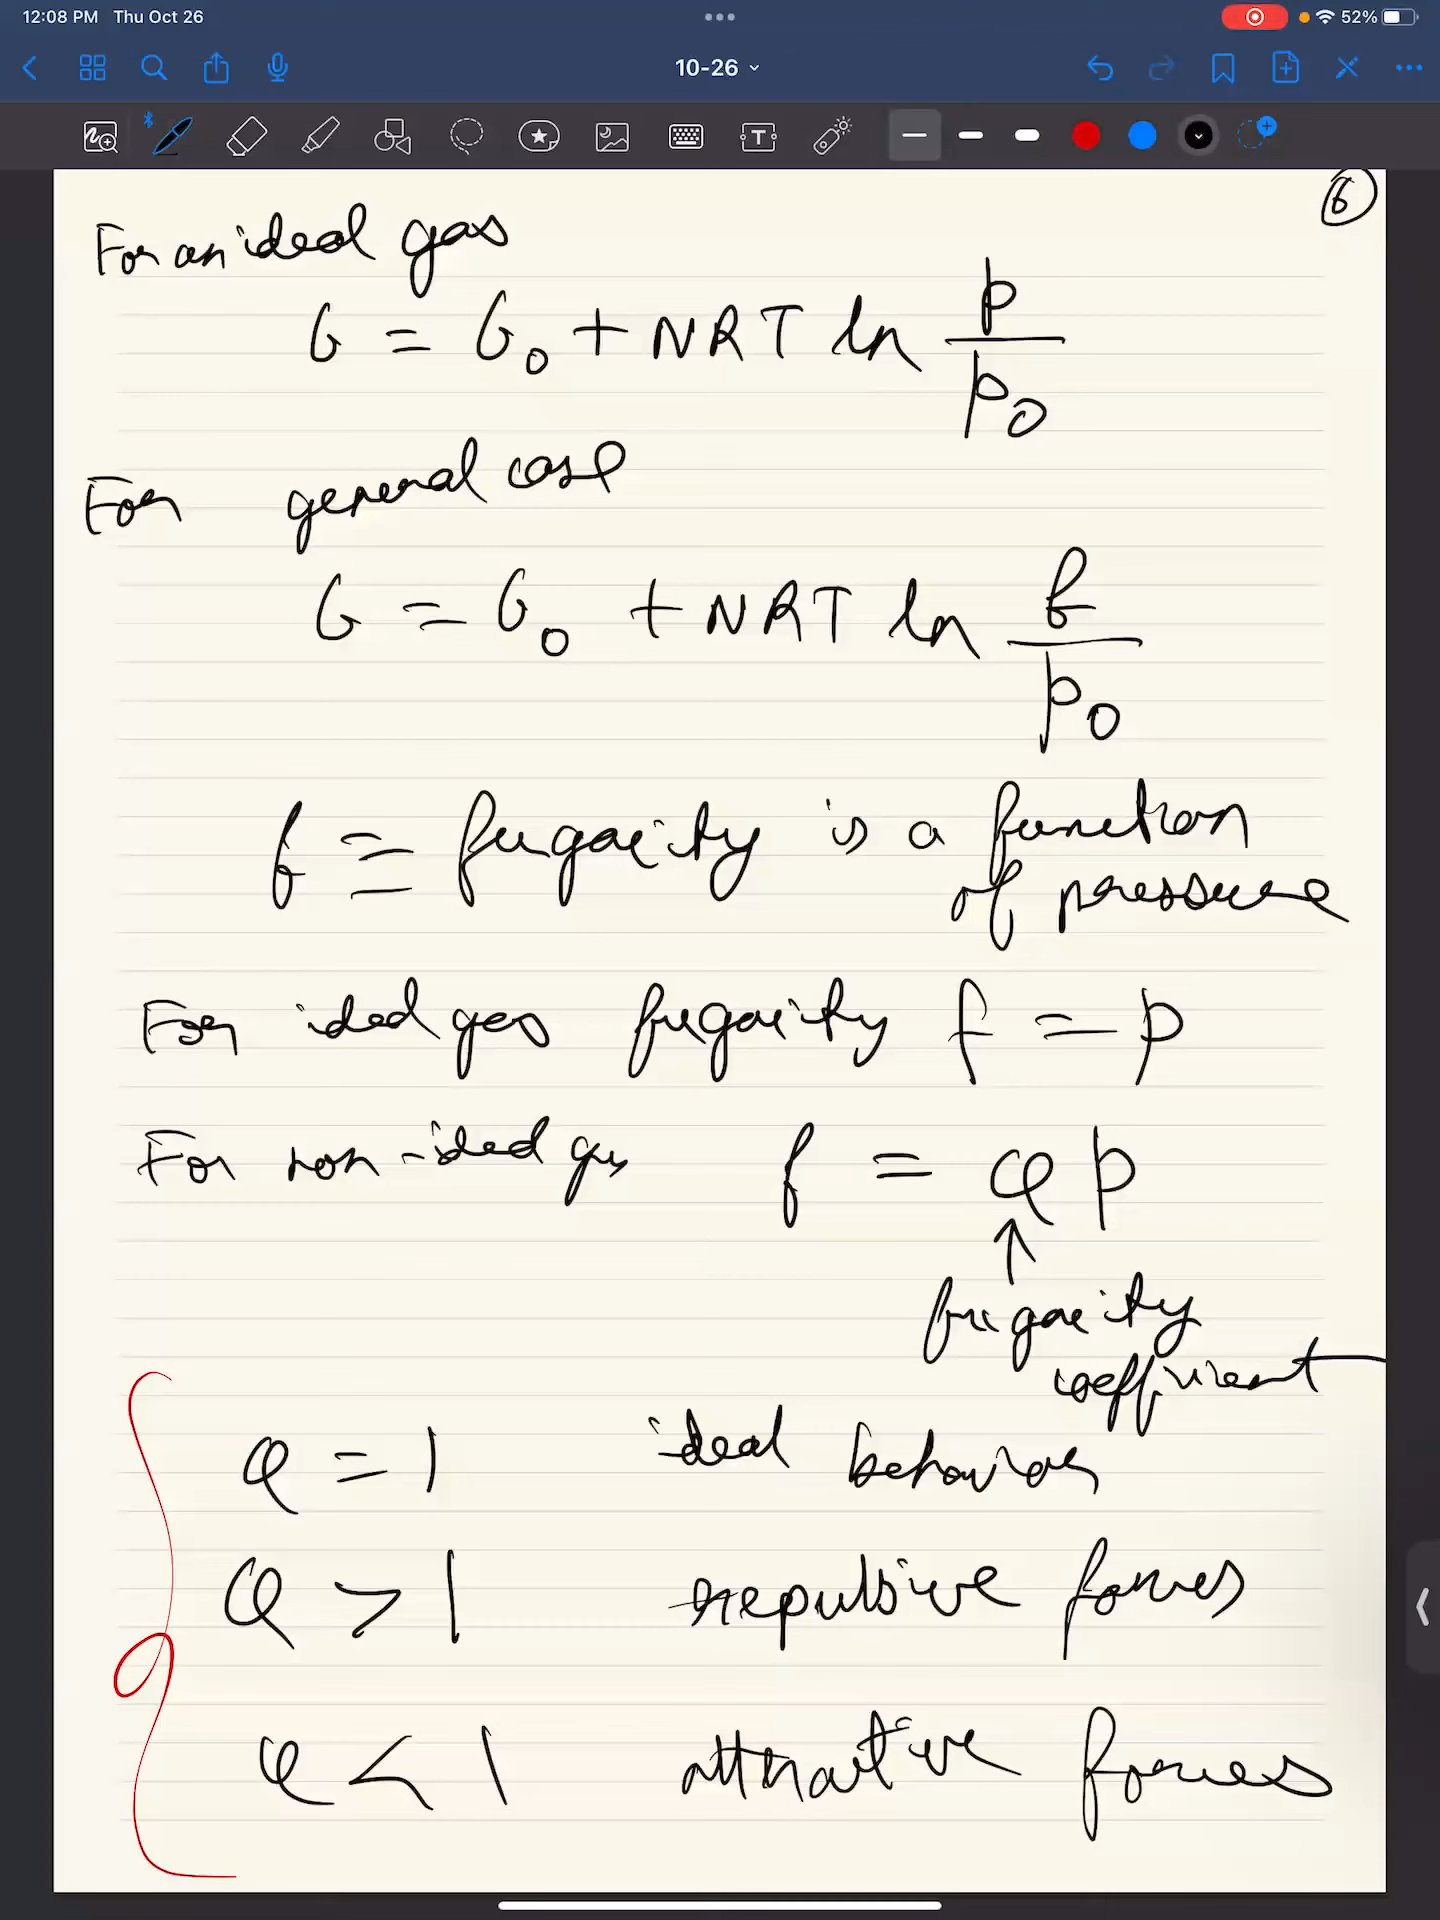 12:08 PM Thu Oct 26
52%
10-26
T
6
For an ideal gas
G = G₀ + NRT ln p/p₀
For general case
G = G₀ + NRT ln f/p₀
f = fugacity is a function
of pressure
For ideal gas fugacity f = p
For non-ideal gas f = φ p
↑
fugacity
coefficient
φ = 1 ideal behavior
φ > 1 repulsive forces
φ < 1 attractive forces